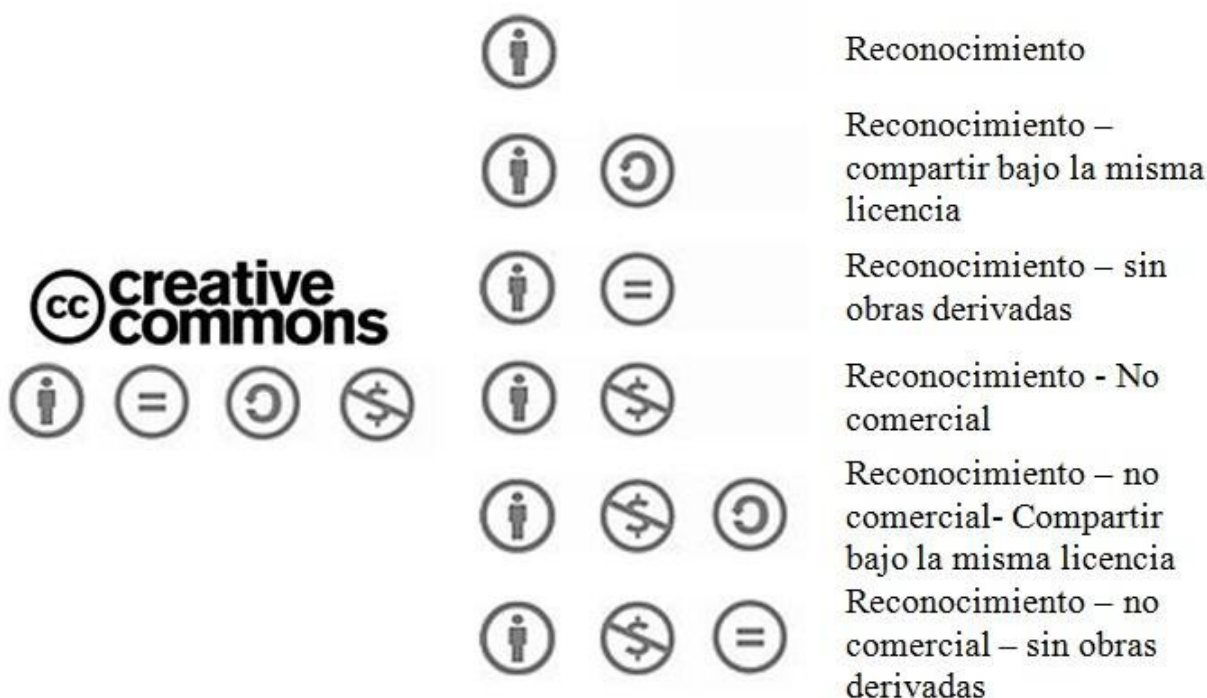 cc creative
commons
Reconocimiento
Reconocimiento –
compartir bajo la misma
licencia
Reconocimiento – sin
obras derivadas
Reconocimiento - No
comercial
Reconocimiento – no
comercial- Compartir
bajo la misma licencia
Reconocimiento – no
comercial – sin obras
derivadas